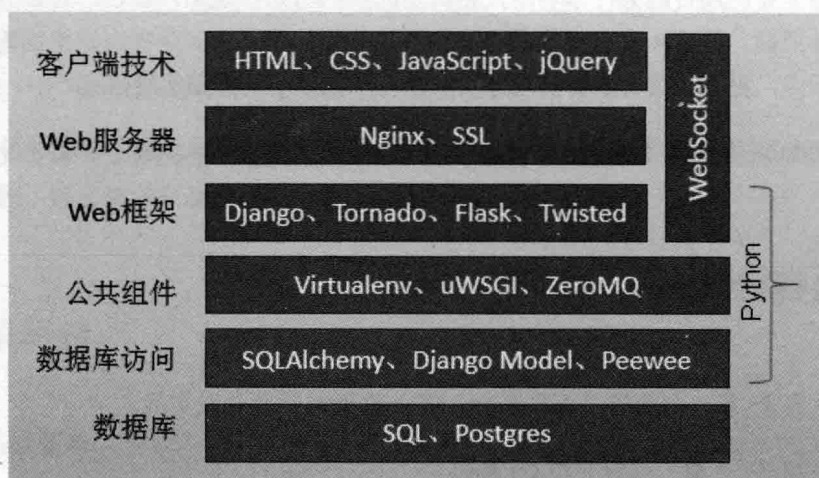 客户端技术 HTML、CSS、JavaScript、jQuery
Web服务器 Nginx、SSL
WebSocket
Web框架 Django、Tornado、Flask、Twisted
公共组件 Virtualenv、uWSGI、ZeroMQ
Python
数据库访问 SQLAlchemy、Django Model、Peewee
数据库 SQL、Postgres